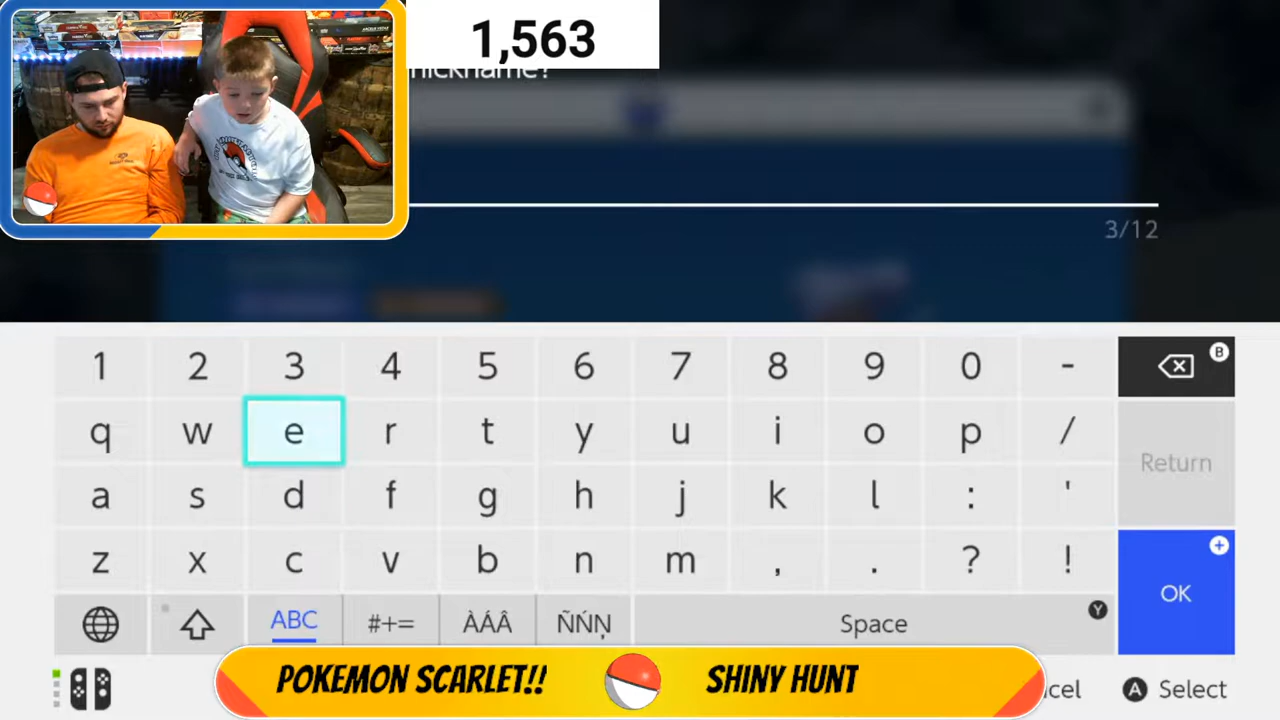 1,563
nickname?
3/12
1 2 3 4 5 6 7 8 9 0 - B
q w e r t y u i o p /
Return
a s d f g h j k l : '
z x c v b n m , . ? ! +
OK
ABC #+= ÀÁÂ ÑŃŅ Space Y
POKEMON SCARLET!! SHINY HUNT
A Select